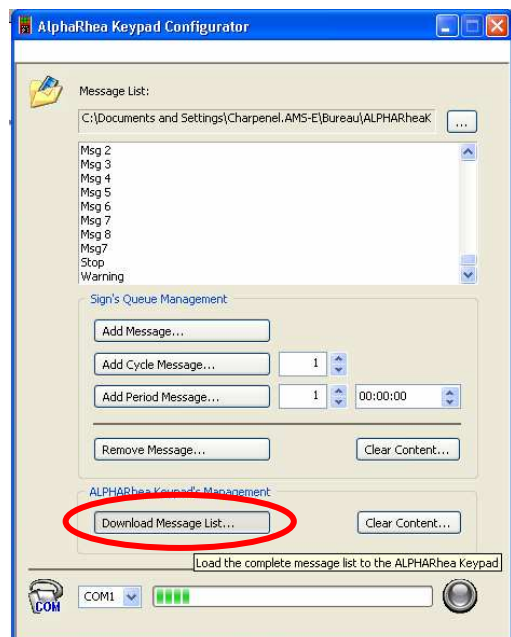 AlphaRhea Keypad Configurator
Message List:
C:\Documents and Settings\Charpenel.AMS-E\Bureau\ALPHARheaK
...
Msg 2
Msg 3
Msg 4
Msg 5
Msg 6
Msg 7
Msg 8
Msg7
Stop
Warning
Sign's Queue Management
Add Message...
Add Cycle Message... 1
Add Period Message... 1 00:00:00
Remove Message... Clear Content...
ALPHARhea Keypad's Management
Download Message List... Clear Content...
Load the complete message list to the ALPHARhea Keypad
COM COM1